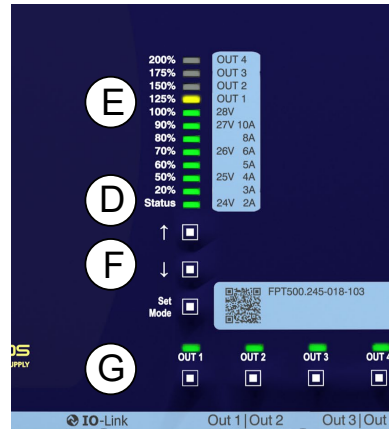 200% OUT 4
175% OUT 3
150% OUT 2
E 125% OUT 1
100% 28V
90% 27V 10A
80% 8A
70% 26V 6A
60% 5A
50% 25V 4A
D 20% 3A
Status 24V 2A
↑
F ↓
Set
Mode
FPT500.245-018-103
OS
SUPPLY
G OUT 1 OUT 2 OUT 3 OUT 4
IO-Link Out 1 | Out 2 Out 3 | Out